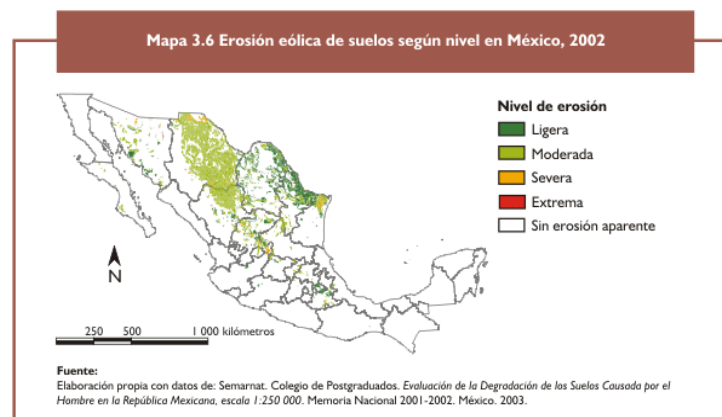 Mapa 3.6 Erosión eólica de suelos según nivel en México, 2002
Nivel de erosión
Ligera
Moderada
Severa
Extrema
Sin erosión aparente
N
250 500 1 000 kilómetros
Fuente:
Elaboración propia con datos de: Semarnat. Colegio de Postgraduados. Evaluación de la Degradación de los Suelos Causada por el
Hombre en la República Mexicana, escala 1:250 000. Memoria Nacional 2001-2002. México. 2003.